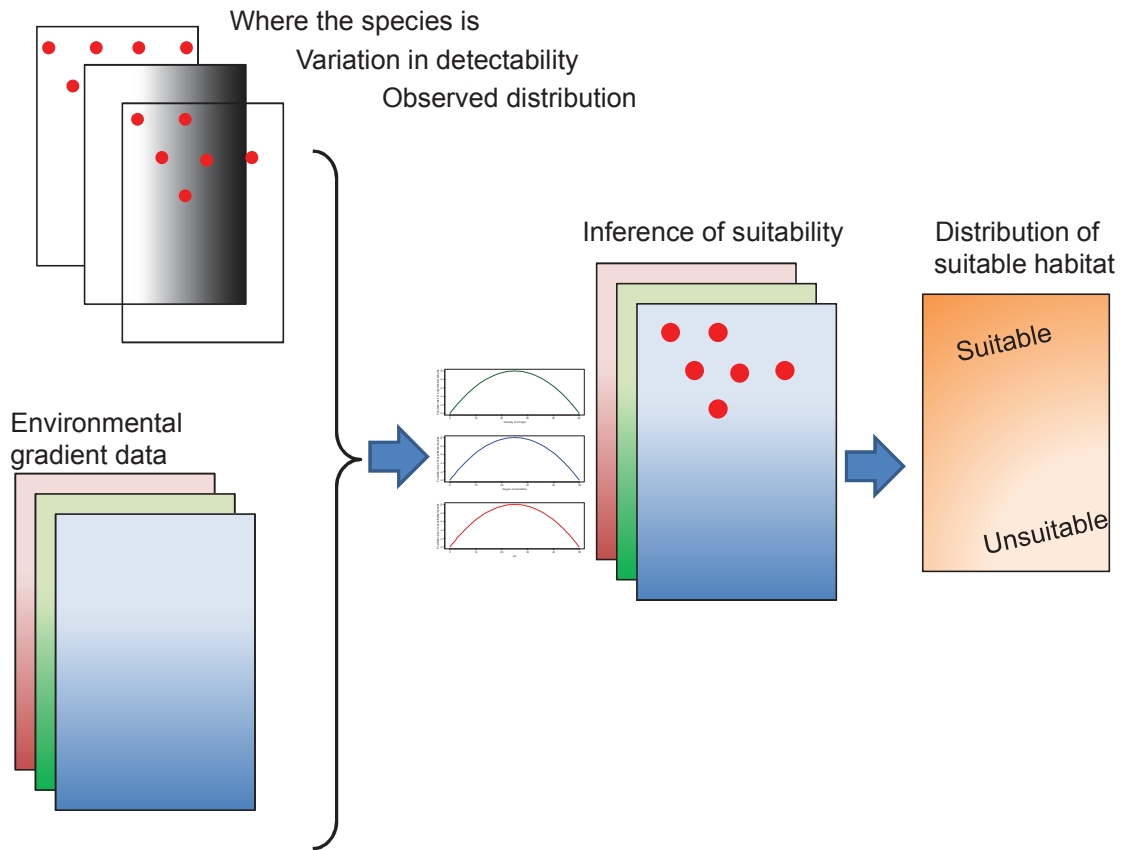 Where the species is
Variation in detectability
Observed distribution
Inference of suitability
Distribution of
suitable habitat
Suitable
Unsuitable
Environmental
gradient data